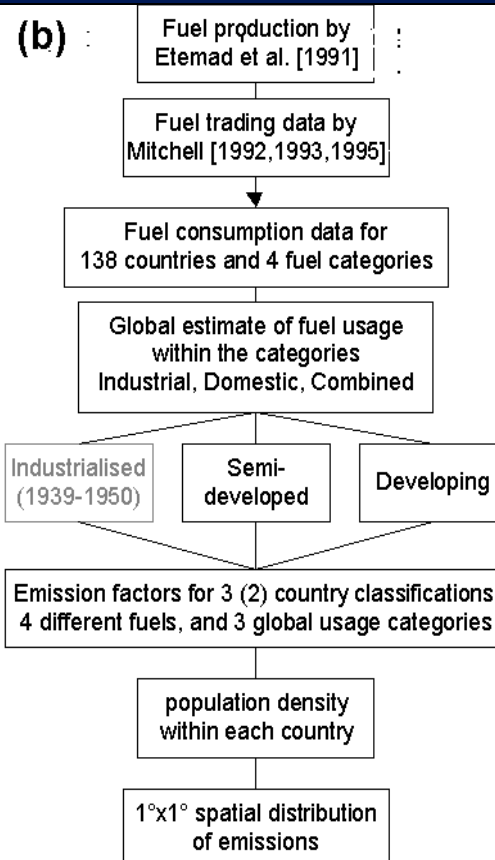 (b)
Fuel production by
Etemad et al. [1991]
Fuel trading data by
Mitchell [1992,1993,1995]
Fuel consumption data for
138 countries and 4 fuel categories
Global estimate of fuel usage
within the categories
Industrial, Domestic, Combined
Industrialised
(1939-1950)
Semi-
developed
Developing
Emission factors for 3 (2) country classifications
4 different fuels, and 3 global usage categories
population density
within each country
1°x1° spatial distribution
of emissions